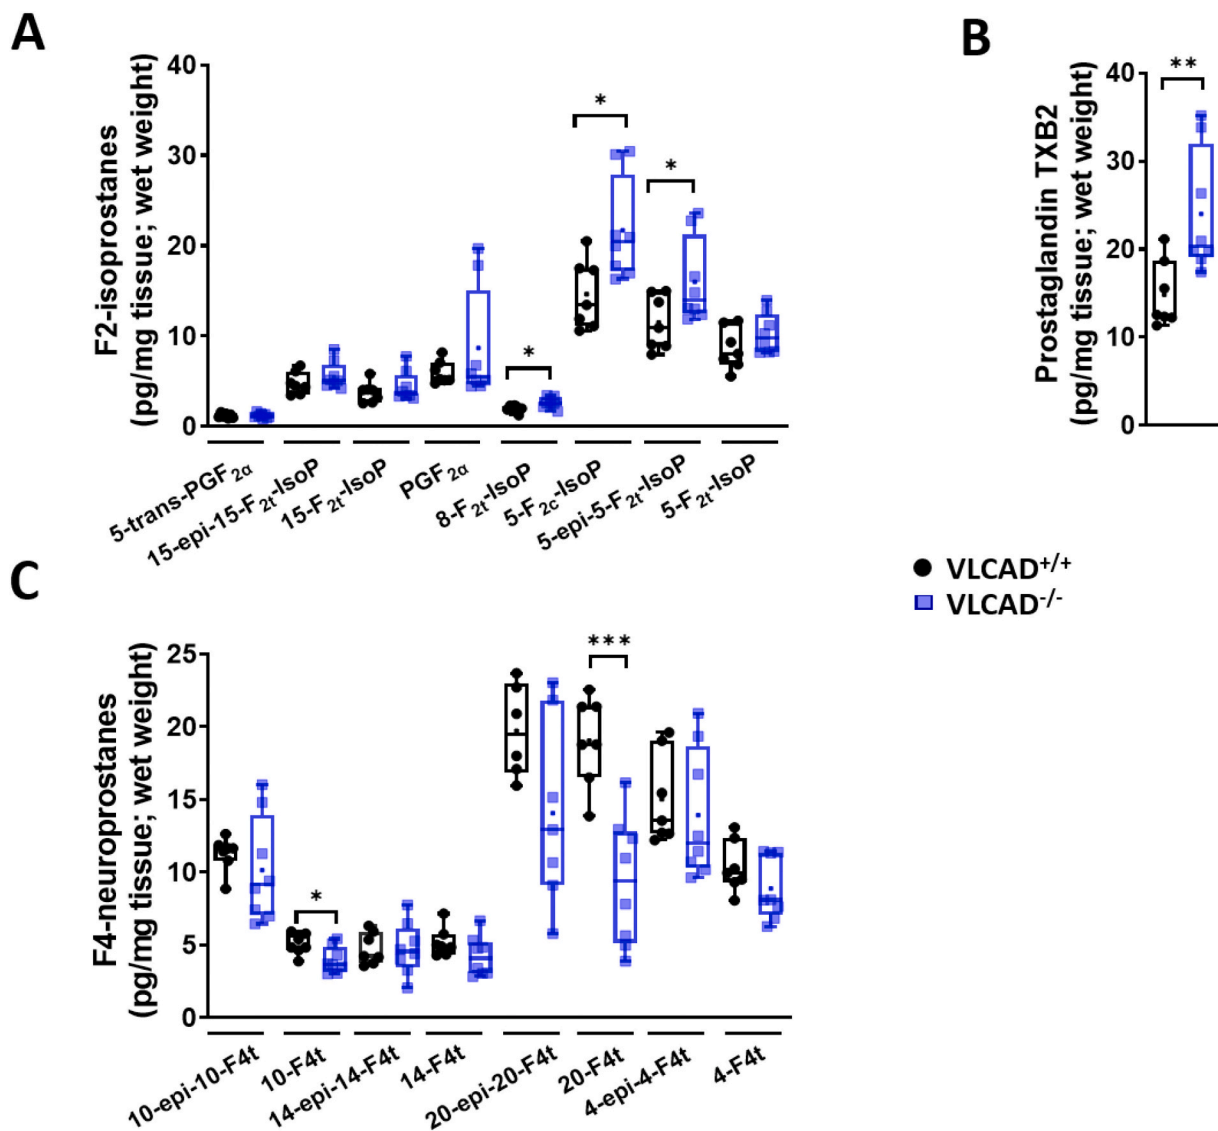 A
F2-isoprostanes
(pg/mg tissue; wet weight)
40
30
20
10
0
*
*
*
5-trans-PGF₂α
15-epi-15-F₂t-IsoP
15-F₂t-IsoP
PGF₂α
8-F₂t-IsoP
5-F₂c-IsoP
5-epi-5-F₂t-IsoP
5-F₂t-IsoP
B
Prostaglandin TXB2
(pg/mg tissue; wet weight)
40
30
20
10
0
**
VLCAD+/+
VLCAD-/-
C
F4-neuroprostanes
(pg/mg tissue; wet weight)
25
20
15
10
5
0
*
***
10-epi-10-F4t
10-F4t
14-epi-14-F4t
14-F4t
20-epi-20-F4t
20-F4t
4-epi-4-F4t
4-F4t